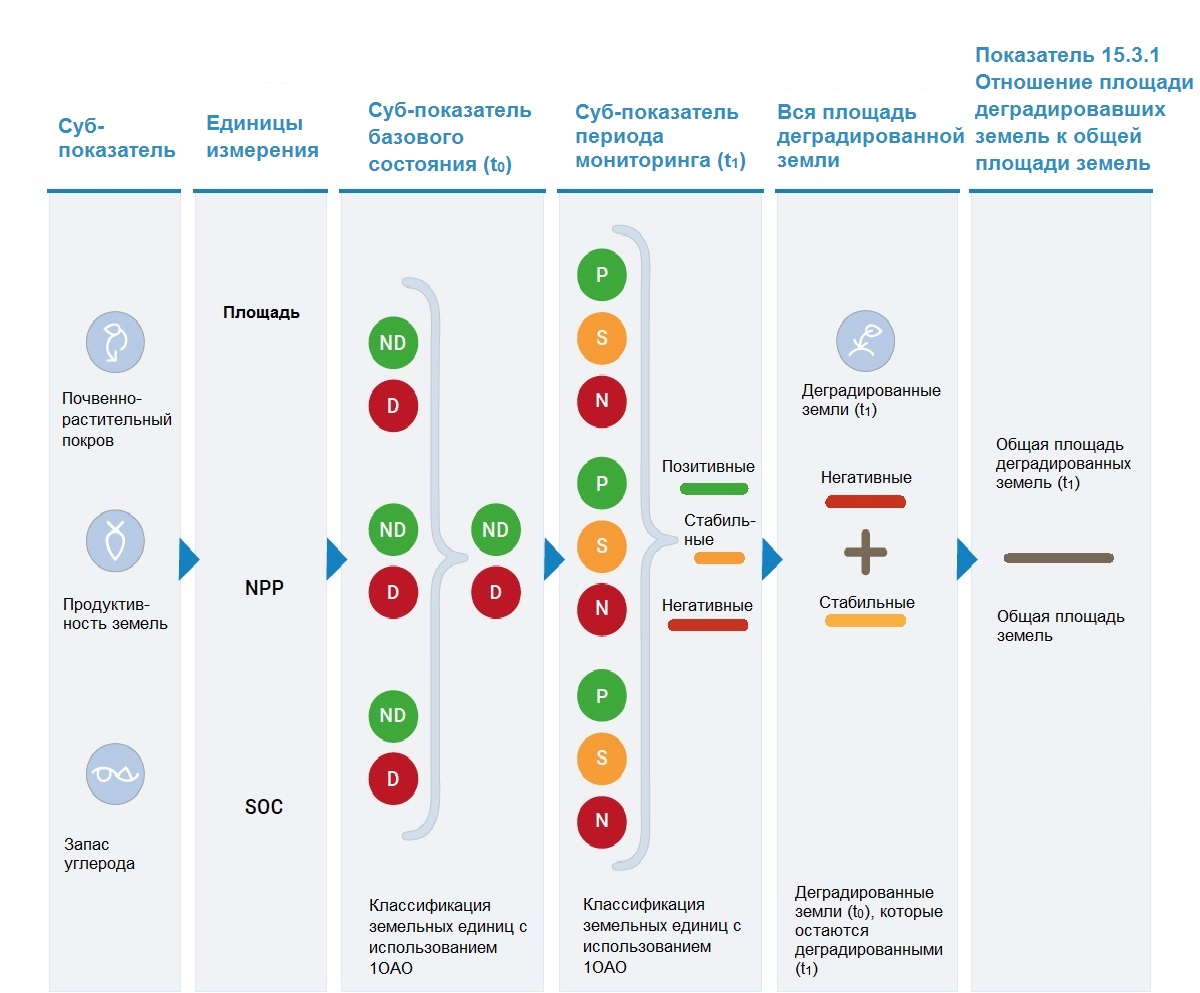 Суб-
показатель
Единицы
измерения
Суб-показатель
базового
состояния (t₀)
Суб-показатель
периода
мониторинга (t₁)
Вся площадь
деградированной
земли
Показатель 15.3.1
Отношение площади
деградировавших
земель к общей
площади земель
Почвенно-
растительный
покров
Продуктив-
ность земель
Запас
углерода
Площадь
NPP
SOC
ND
D
ND
D
ND
D
ND
D
Классификация
земельных единиц с
использованием
1OAO
P
S
N
P
S
N
P
S
N
Позитивные
Стабиль-
ные
Негативные
Классификация
земельных единиц с
использованием
1OAO
Деградированные
земли (t₁)
Негативные
+
Стабильные
Деградированные
земли (t₀), которые
остаются
деградированными
(t₁)
Общая площадь
деградированных
земель (t₁)
Общая площадь
земель